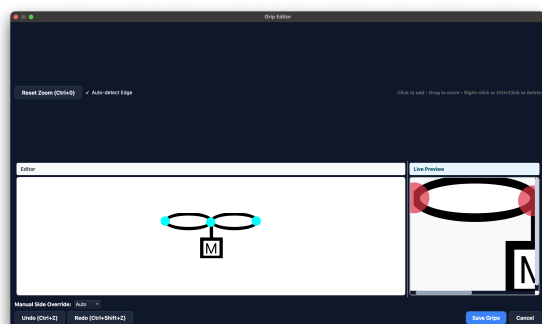 Grip Editor
Reset Zoom (Ctrl+0) ✓ Auto-detect Edge Click to add - Drag to move - Right-click or Ctrl+Click to delete
Editor Live Preview
M M
Manual Side Override: Auto
Undo (Ctrl+Z) Redo (Ctrl+Shift+Z) Save Grips Cancel